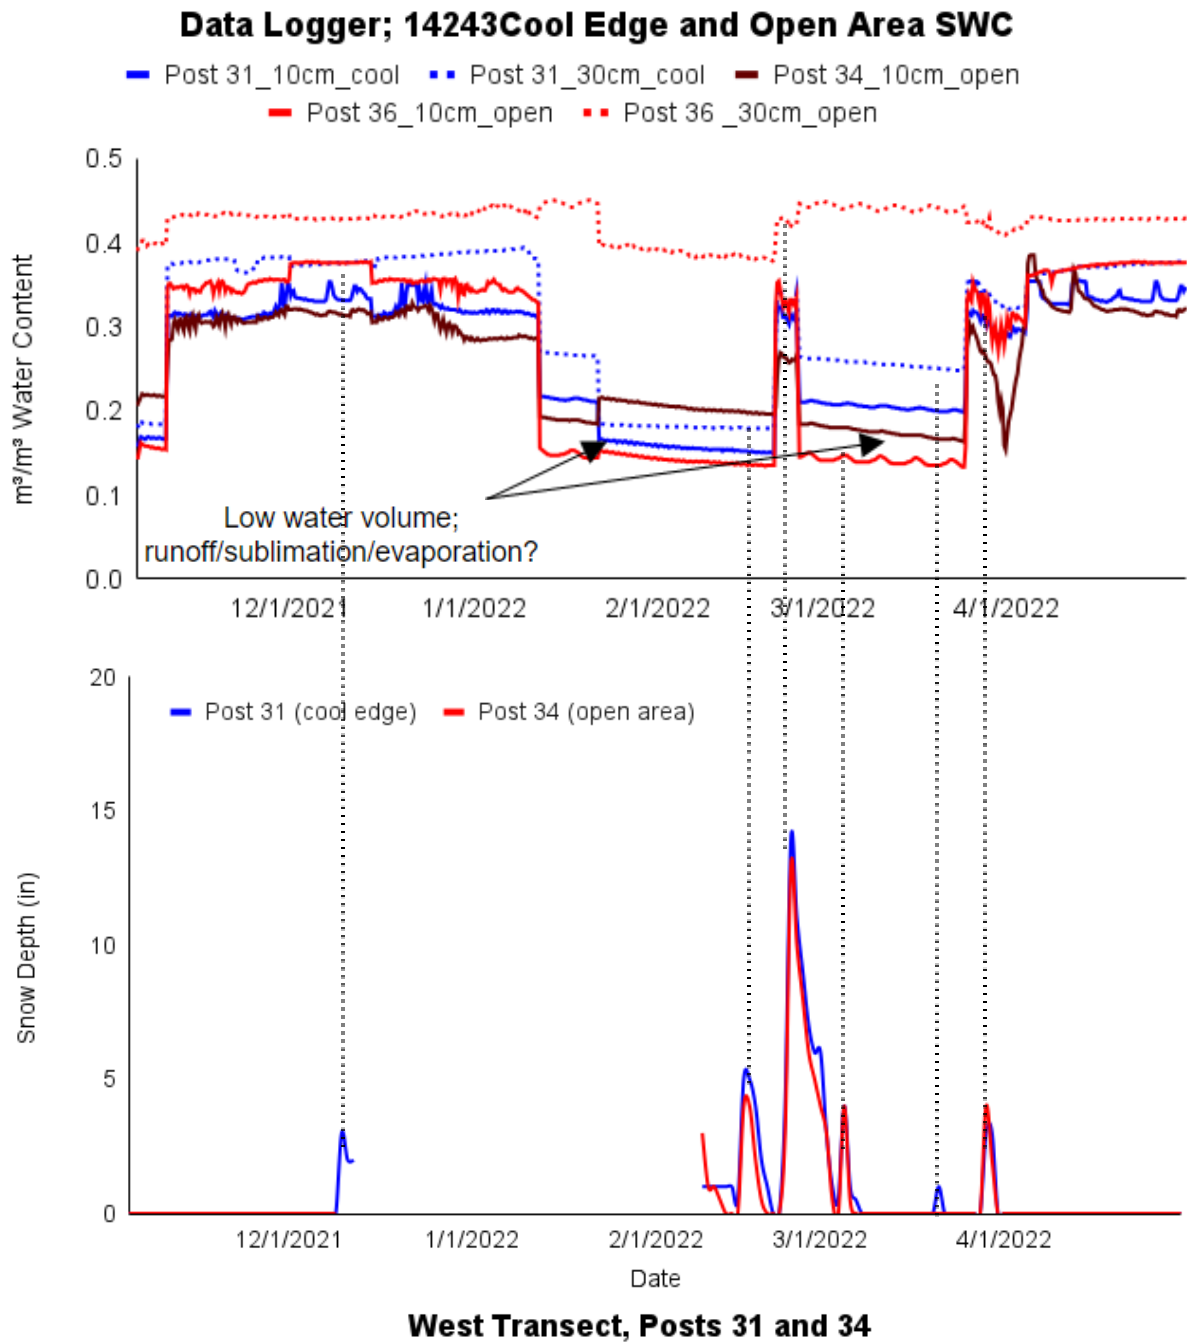 Data Logger; 14243Cool Edge and Open Area SWC
Post 31_10cm_cool Post 31_30cm_cool Post 34_10cm_open
Post 36_10cm_open Post 36 _30cm_open
0.5
0.4
0.3
0.2
0.1
0.0
m³/m³ Water Content
Low water volume;
runoff/sublimation/evaporation?
12/1/2021 1/1/2022 2/1/2022 3/1/2022 4/1/2022
20
15
10
5
0
Snow Depth (in)
Post 31 (cool edge) Post 34 (open area)
12/1/2021 1/1/2022 2/1/2022 3/1/2022 4/1/2022
Date
West Transect, Posts 31 and 34